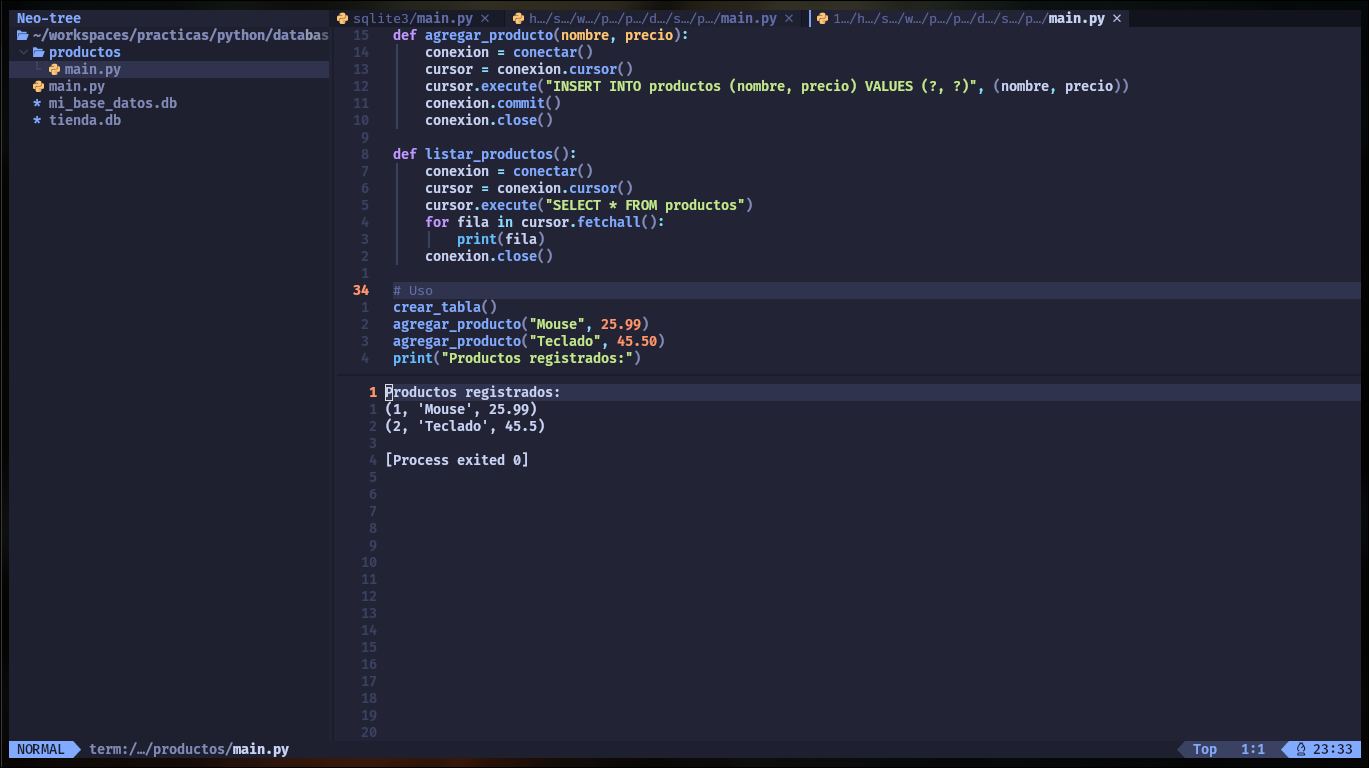 Neo-tree
~/workspaces/practicas/python/databas
productos
main.py
main.py
* mi_base_datos.db
* tienda.db
sqlite3/main.py × h…/s…/w…/p…/p…/d…/s…/p…/main.py × 1…/h…/s…/w…/p…/p…/d…/s…/p…/main.py ×
15 def agregar_producto(nombre, precio):
14 conexion = conectar()
13 cursor = conexion.cursor()
12 cursor.execute("INSERT INTO productos (nombre, precio) VALUES (?, ?)", (nombre, precio))
11 conexion.commit()
10 conexion.close()
9
8 def listar_productos():
7 conexion = conectar()
6 cursor = conexion.cursor()
5 cursor.execute("SELECT * FROM productos")
4 for fila in cursor.fetchall():
3 print(fila)
2 conexion.close()
1
34 # Uso
1 crear_tabla()
2 agregar_producto("Mouse", 25.99)
3 agregar_producto("Teclado", 45.50)
4 print("Productos registrados:")
1 Productos registrados:
1 (1, 'Mouse', 25.99)
2 (2, 'Teclado', 45.5)
3
4 [Process exited 0]
5
6
7
8
9
10
11
12
13
14
15
16
17
18
19
20
NORMAL term:/…/productos/main.py Top 1:1 23:33